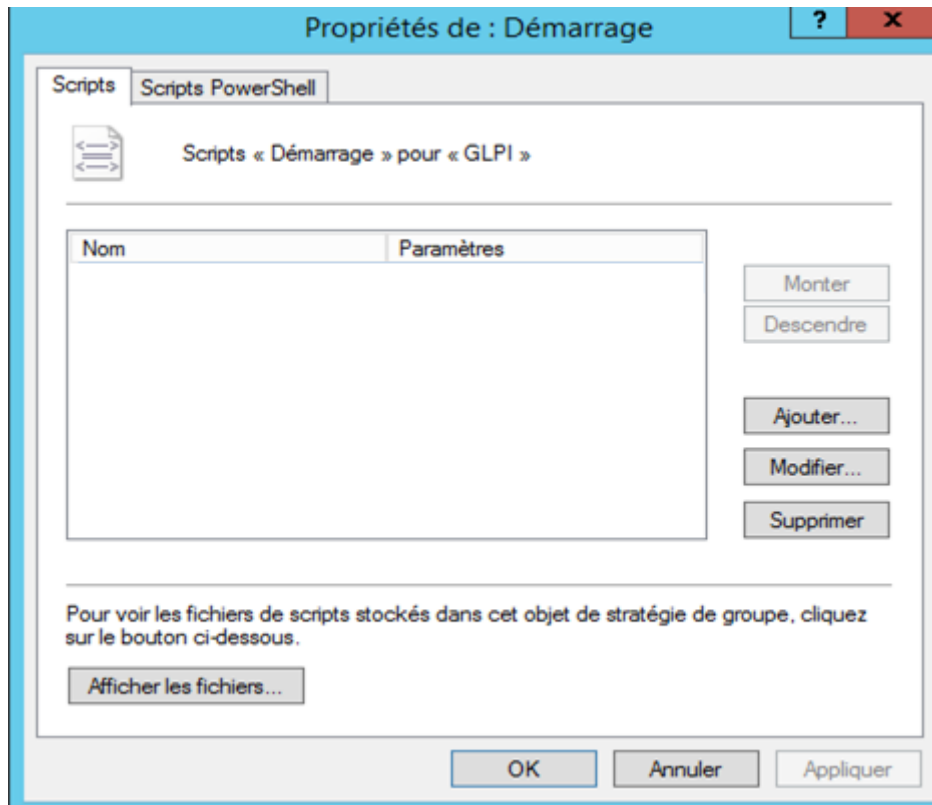 Propriétés de : Démarrage
?
x
Scripts
Scripts PowerShell
Scripts « Démarrage » pour « GLPI »
Nom
Paramètres
Monter
Descendre
Ajouter...
Modifier...
Supprimer
Pour voir les fichiers de scripts stockés dans cet objet de stratégie de groupe, cliquez
sur le bouton ci-dessous.
Afficher les fichiers...
OK
Annuler
Appliquer